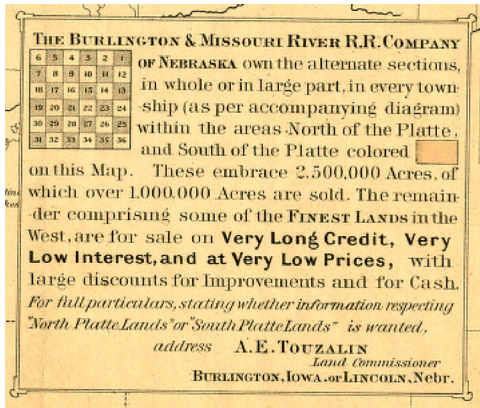 THE BURLINGTON & MISSOURI RIVER R.R. COMPANY
6 5 4 3 2 1
7 8 9 10 11 12
18 17 16 15 14 13
19 20 21 22 23 24
30 29 28 27 26 25
31 32 33 34 35 36
OF NEBRASKA own the alternate sections,
in whole or in large part, in every town-
ship (as per accompanying diagram)
within the areas North of the Platte,
and South of the Platte colored
on this Map. These embrace 2.500,000 Acres, of
which over 1.000.000 Acres are sold. The remain-
der comprising some of the FINEST LANDS in the
West, are for sale on Very Long Credit, Very
Low Interest, and at Very Low Prices, with
large discounts for Improvements and for Cash.
For full particulars, stating whether information respecting
"North Platte Lands" or "South Platte Lands" is wanted,
address A. E. TOUZALIN
Land Commissioner
BURLINGTON, IOWA. or LINCOLN, Nebr.